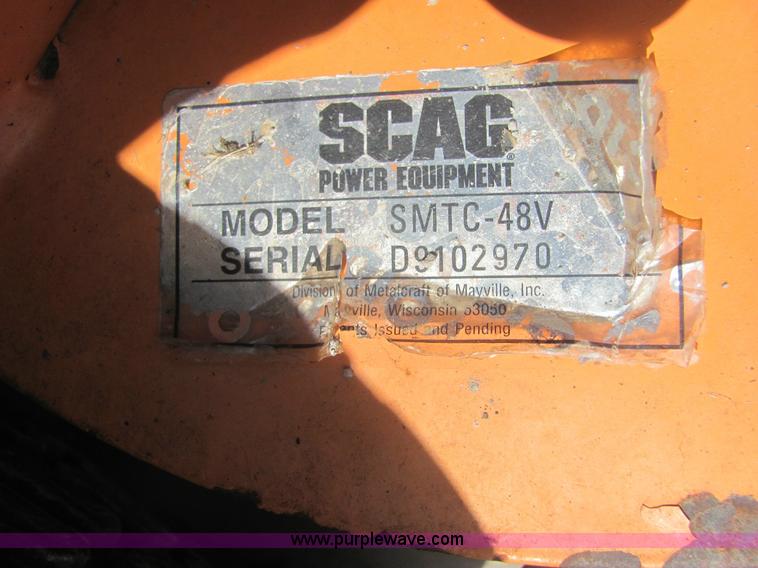 SCAG®
POWER EQUIPMENT
MODEL SMTC-48V
SERIAL D9102970
Division of Metalcraft of Mayville, Inc.
Mayville, Wisconsin 53050
Patents Issued and Pending
www.purplewave.com